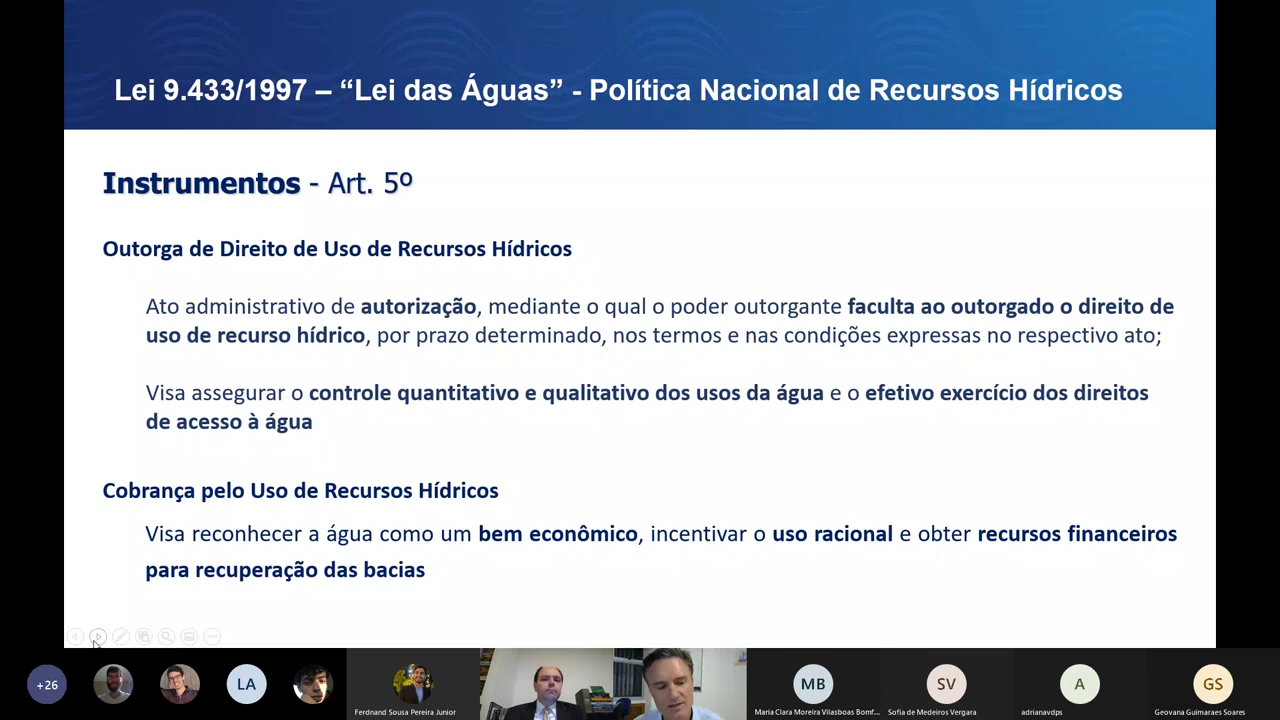 Lei 9.433/1997 – “Lei das Águas” - Política Nacional de Recursos Hídricos
Instrumentos - Art. 5º
Outorga de Direito de Uso de Recursos Hídricos
Ato administrativo de autorização, mediante o qual o poder outorgante faculta ao outorgado o direito de
uso de recurso hídrico, por prazo determinado, nos termos e nas condições expressas no respectivo ato;
Visa assegurar o controle quantitativo e qualitativo dos usos da água e o efetivo exercício dos direitos
de acesso à água
Cobrança pelo Uso de Recursos Hídricos
Visa reconhecer a água como um bem econômico, incentivar o uso racional e obter recursos financeiros
para recuperação das bacias
+26
LA
MB
SV
A
GS
Ferdnand Sousa Pereira Junior
Maria Clara Moreira Vilasboas Bomf...
Sofia de Medeiros Vergara
adrianavdps
Geovana Guimaraes Soares